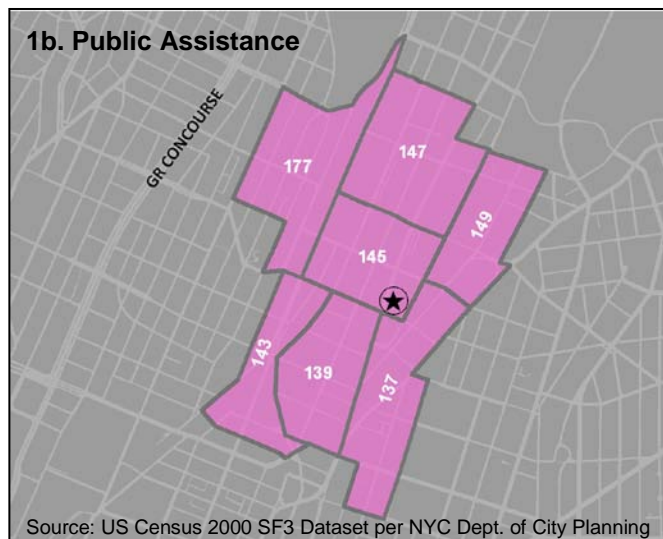 1b. Public Assistance
GR CONCOURSE
177
147
149
145
143
139
137
Source: US Census 2000 SF3 Dataset per NYC Dept. of City Planning